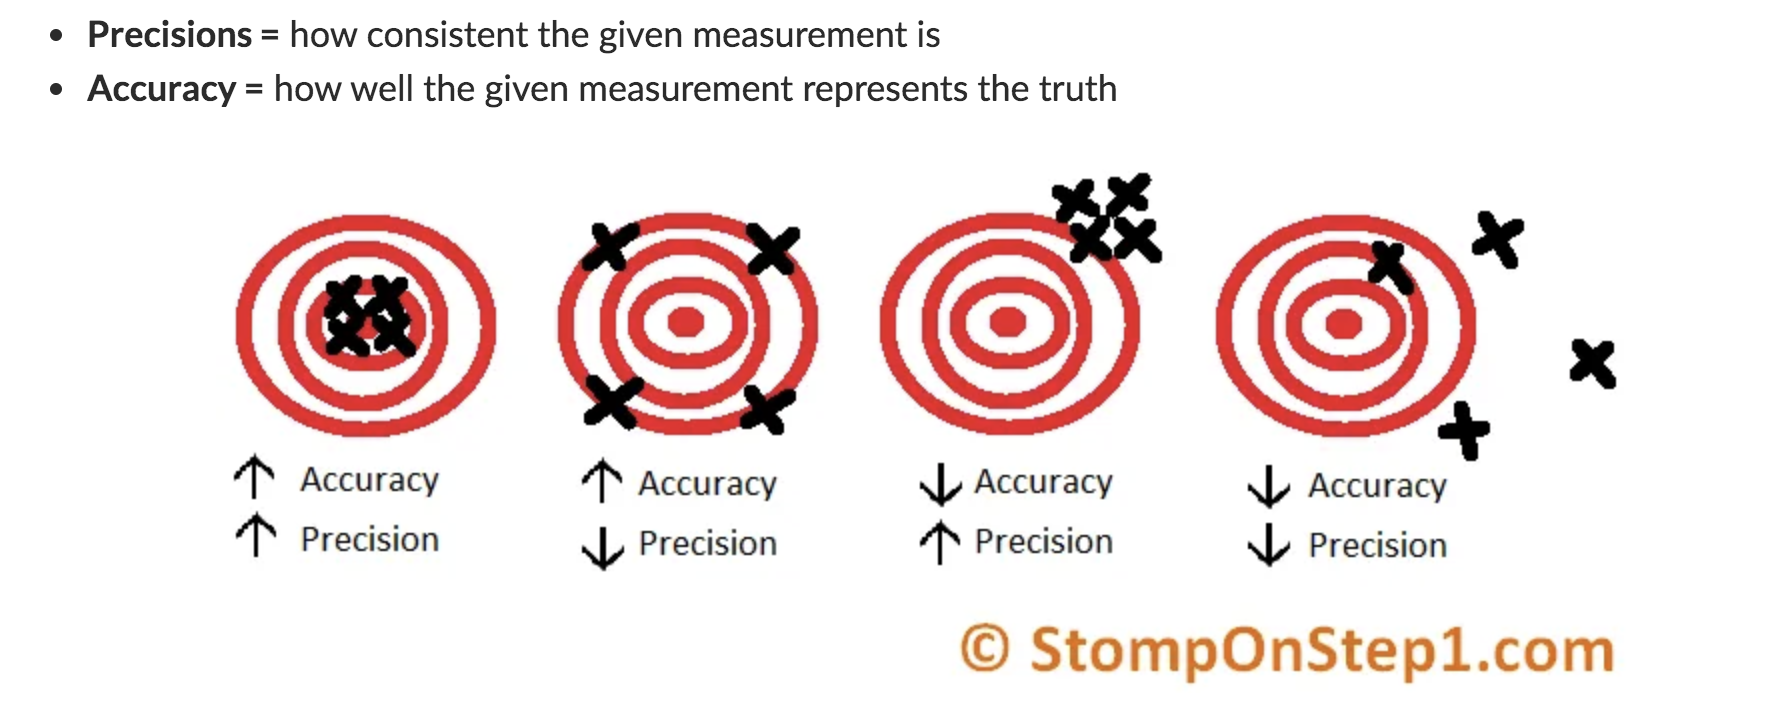 • Precisions = how consistent the given measurement is
• Accuracy = how well the given measurement represents the truth
↑ Accuracy
↑ Precision
↑ Accuracy
↓ Precision
↓ Accuracy
↑ Precision
↓ Accuracy
↓ Precision
© StompOnStep1.com